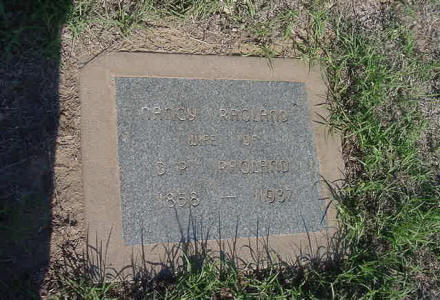 NANCY RAGLAND
WIFE OF
S. P. RAGLAND
1858 — 1937